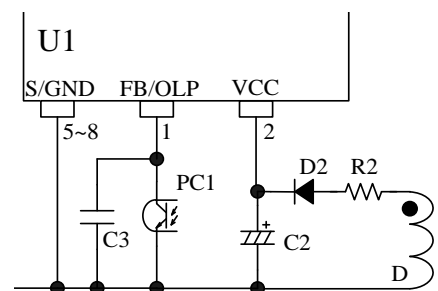 U1
S/GND FB/OLP VCC
5~8 1 2
D2 R2
PC1
C3 + C2
D